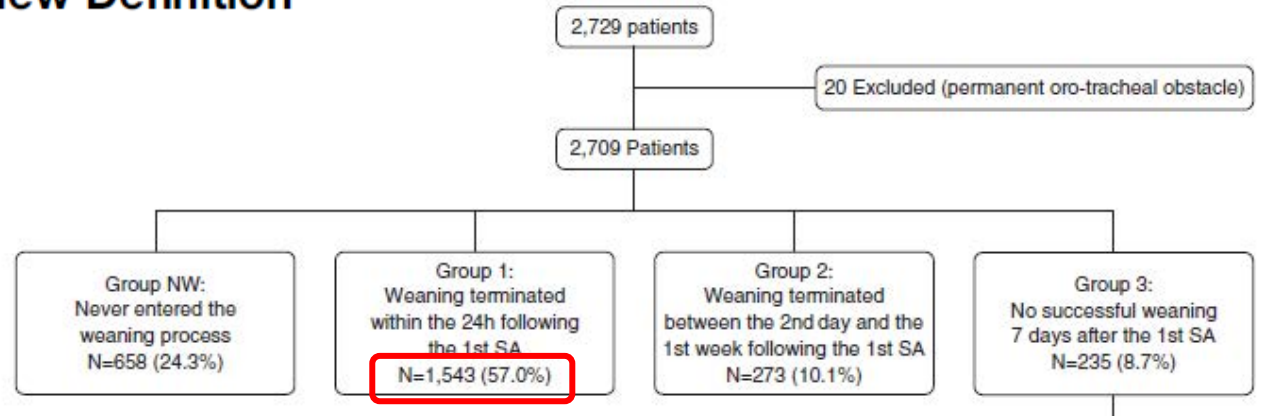 New Definition
2,729 patients
20 Excluded (permanent oro-tracheal obstacle)
2,709 Patients
Group NW:
Never entered the
weaning process
N=658 (24.3%)
Group 1:
Weaning terminated
within the 24h following
the 1st SA
N=1,543 (57.0%)
Group 2:
Weaning terminated
between the 2nd day and the
1st week following the 1st SA
N=273 (10.1%)
Group 3:
No successful weaning
7 days after the 1st SA
N=235 (8.7%)